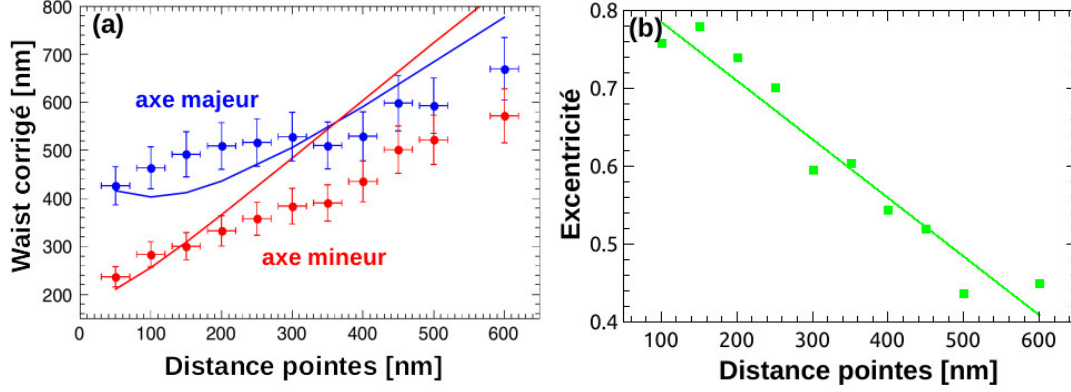 (a)
Waist corrigé [nm]
800
700
600
500
400
300
200
axe majeur
axe mineur
0 100 200 300 400 500 600
Distance pointes [nm]
(b)
Excentricité
0.8
0.7
0.6
0.5
0.4
100 200 300 400 500 600
Distance pointes [nm]